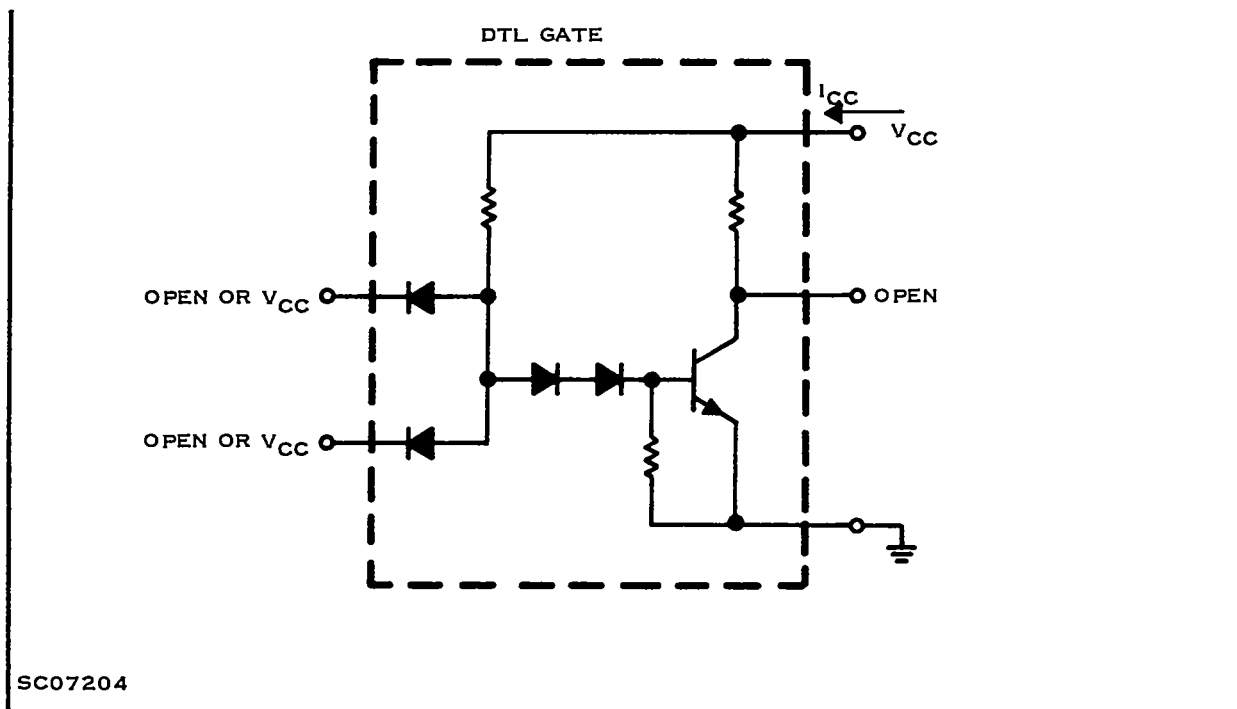 DTL GATE
ICC
VCC
OPEN OR VCC
OPEN
OPEN OR VCC
SC07204